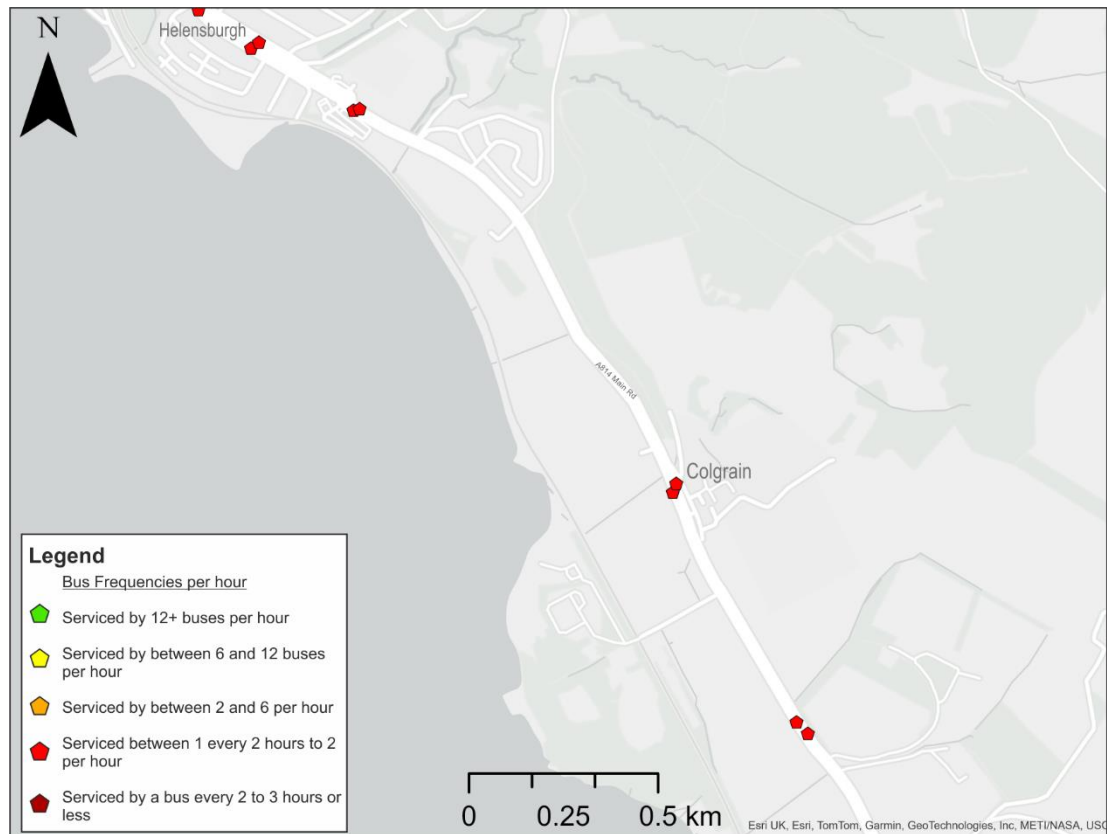 N
Helensburgh
A814 Main Rd
Colgrain
Legend
Bus Frequencies per hour
Serviced by 12+ buses per hour
Serviced by between 6 and 12 buses
per hour
Serviced by between 2 and 6 per hour
Serviced between 1 every 2 hours to 2
per hour
Serviced by a bus every 2 to 3 hours or
less
0 0.25 0.5 km
Esri UK, Esri, TomTom, Garmin, GeoTechnologies, Inc, METI/NASA, USG